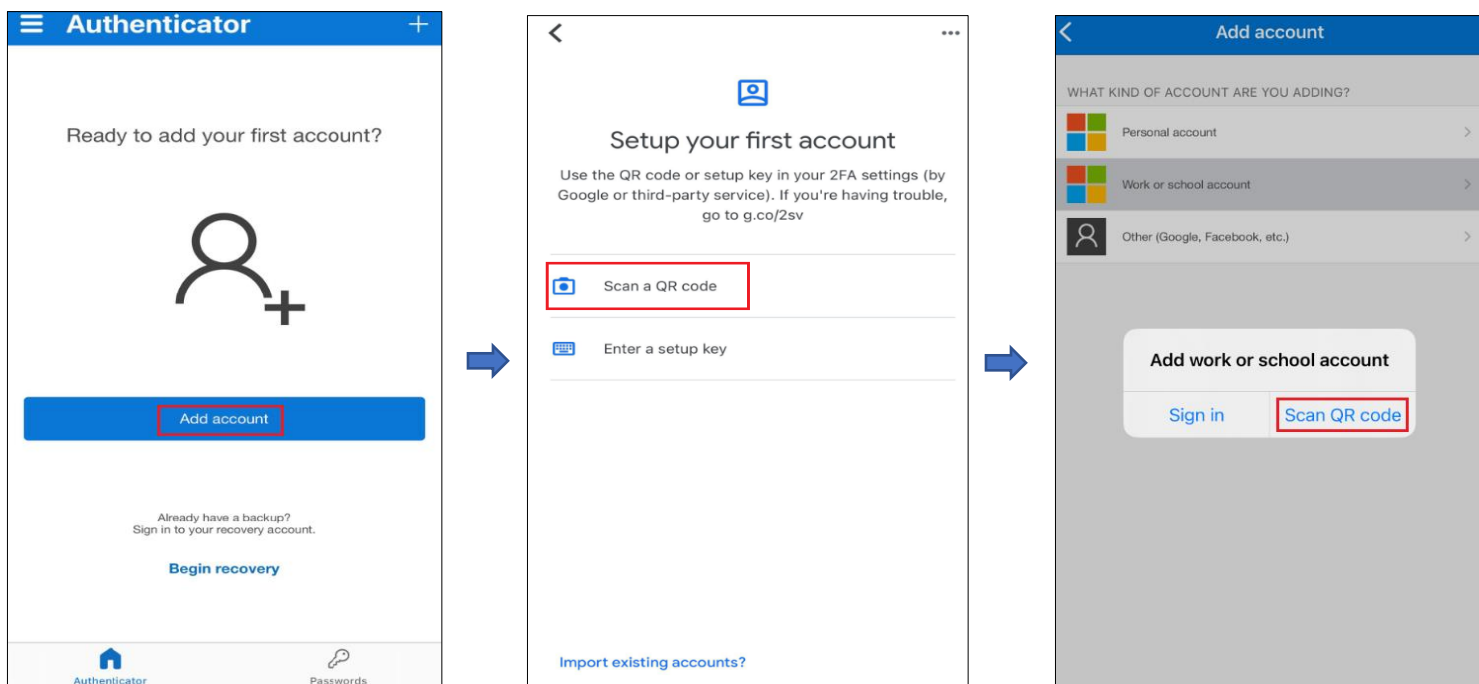 Authenticator
Ready to add your first account?
Add account
Already have a backup?
Sign in to your recovery account.
Begin recovery
Authenticator
Passwords
Setup your first account
Use the QR code or setup key in your 2FA settings (by
Google or third-party service). If you're having trouble,
go to g.co/2sv
Scan a QR code
Enter a setup key
Import existing accounts?
Add account
WHAT KIND OF ACCOUNT ARE YOU ADDING?
Personal account
Work or school account
Other (Google, Facebook, etc.)
Add work or school account
Sign in
Scan QR code